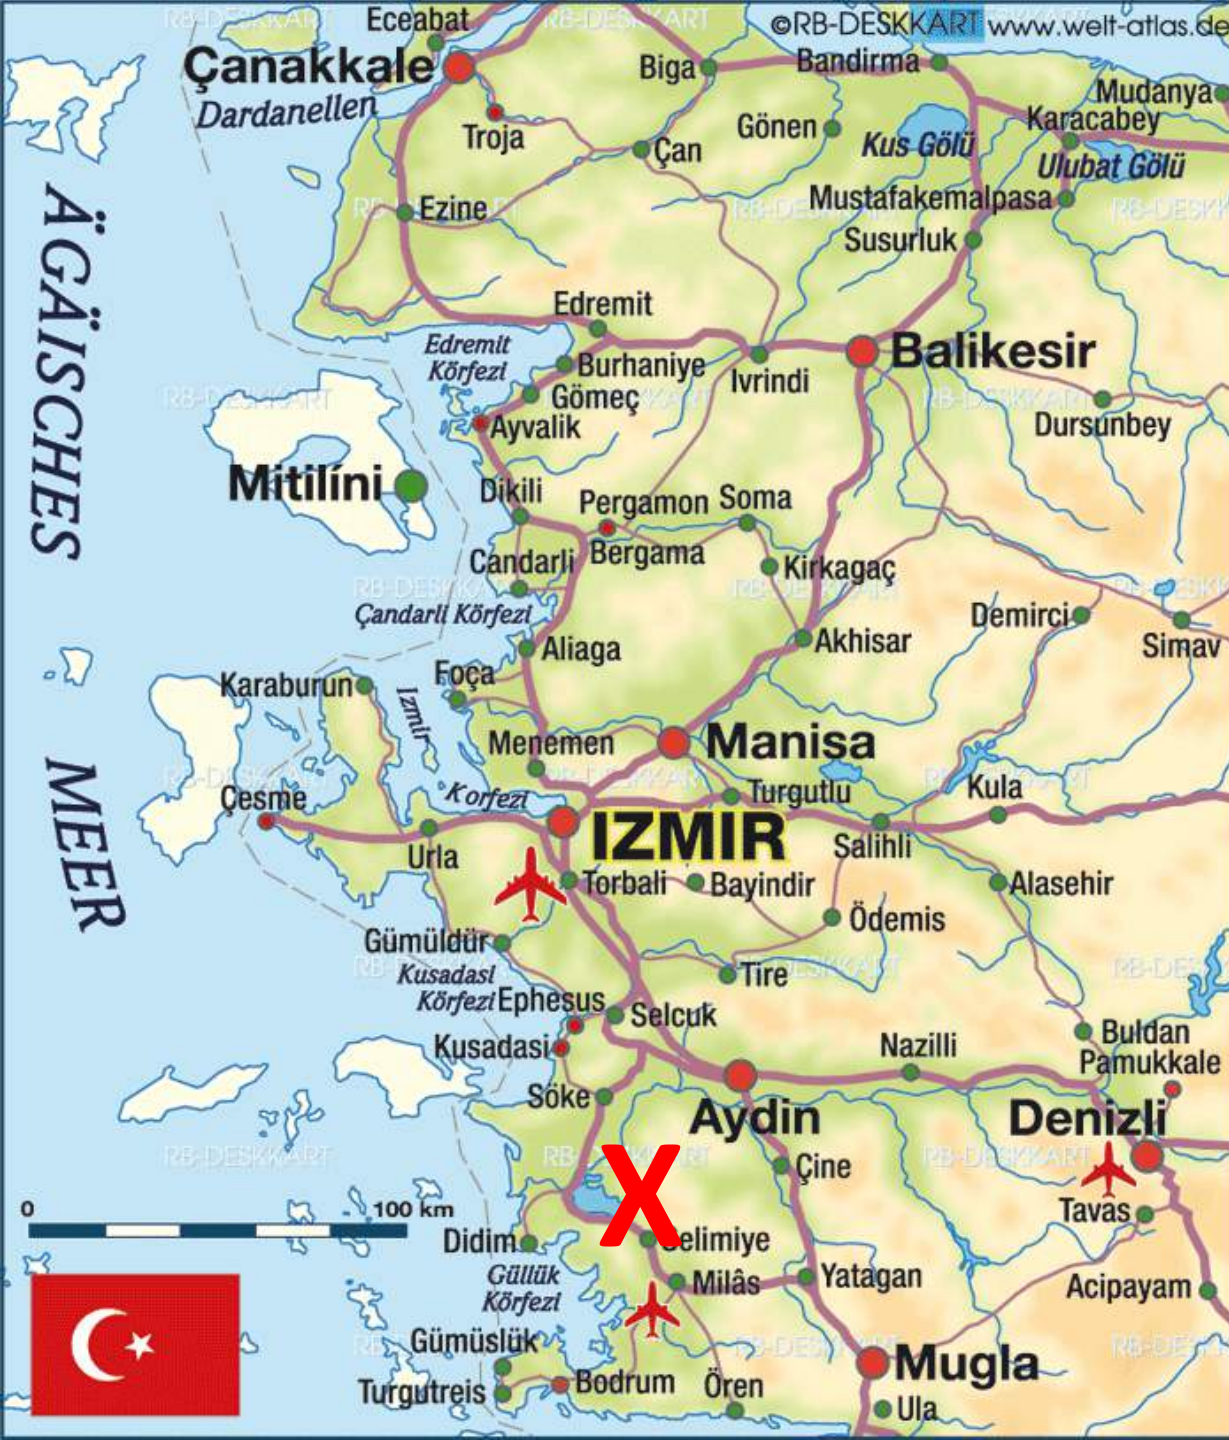 ©RB-DESKKART www.welt-atlas.de
Eceabat
Çanakkale
Dardanellen
Biga
Bandirma
Mudanya
Troja
Çan
Gönen
Kus Gölü
Karacabey
Ulubat Gölü
Ezine
Mustafakemalpasa
Susurluk
ÄGÄISCHES
MEER
Edremit
Edremit
Körfezi
Burhaniye
Ivrindi
Balikesir
Gömeç
Ayvalik
Dursunbey
Mitilíni
Dikili
Pergamon
Soma
Bergama
Candarli
Kirkagaç
Çandarli Körfezi
Demirci
Simav
Aliaga
Akhisar
Foça
Karaburun
Izmir
Korfezi
Menemen
Manisa
Turgutlu
Kula
Çesme
IZMIR
Urla
Salihli
Torbali
Bayindir
Alasehir
Ödemis
Gümüldür
Kusadasi
Körfezi
Tire
Ephesus
Selcuk
Kusadasi
Nazilli
Buldan
Pamukkale
Söke
Aydin
Denizli
X
Çine
Tavas
0 100 km
Didim
Selimiye
Güllük
Körfezi
Milâs
Yatagan
Acipayam
Gümüslük
Turgutreis
Bodrum
Ören
Mugla
Ula
RB-DESKKART